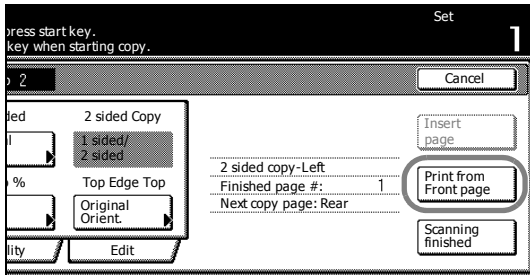 Set
press start key.
key when starting copy.
1
2
Cancel
ded
2 sided Copy
Insert
page
1 sided/
2 sided
2 sided copy-Left
Print from
Front page
%
Top Edge Top
Finished page #: 1
Original
Orient.
Next copy page: Rear
Scanning
finished
lity
Edit